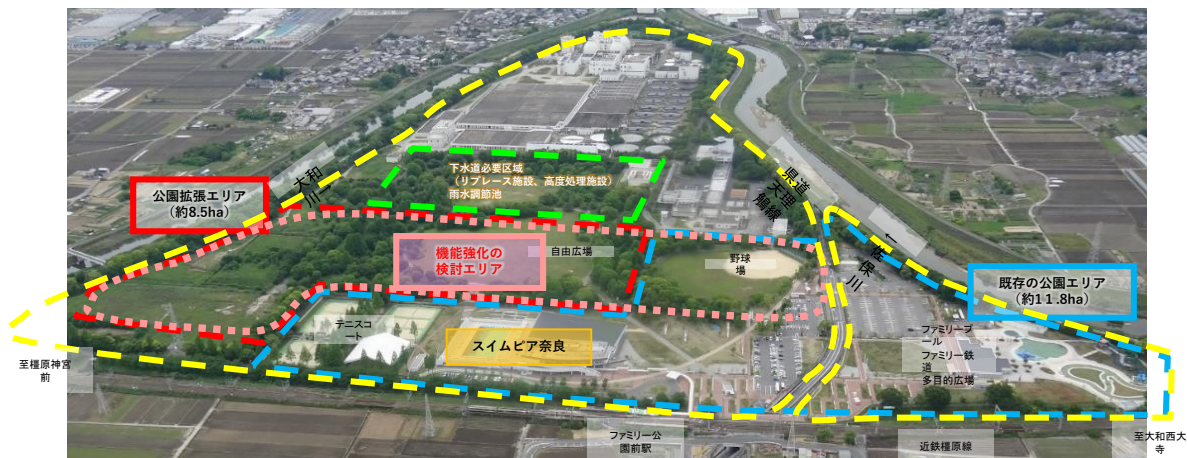 下水道必要区域
（リプレース施設、高度処理施設）
雨水調節池
大和
川→
県道
天理
鵤線
公園拡張エリア
（約8.5ha）
機能強化の
検討エリア
自由広場
野球
場
←
佐保川
既存の公園エリア
（約１１.8ha）
テニスコ
ート
スイムピア奈良
ファミリープ
ール
ファミリー鉄
道
多目的広場
至橿原神宮
前
ファミリー公
園前駅
近鉄橿原線
至大和西大
寺